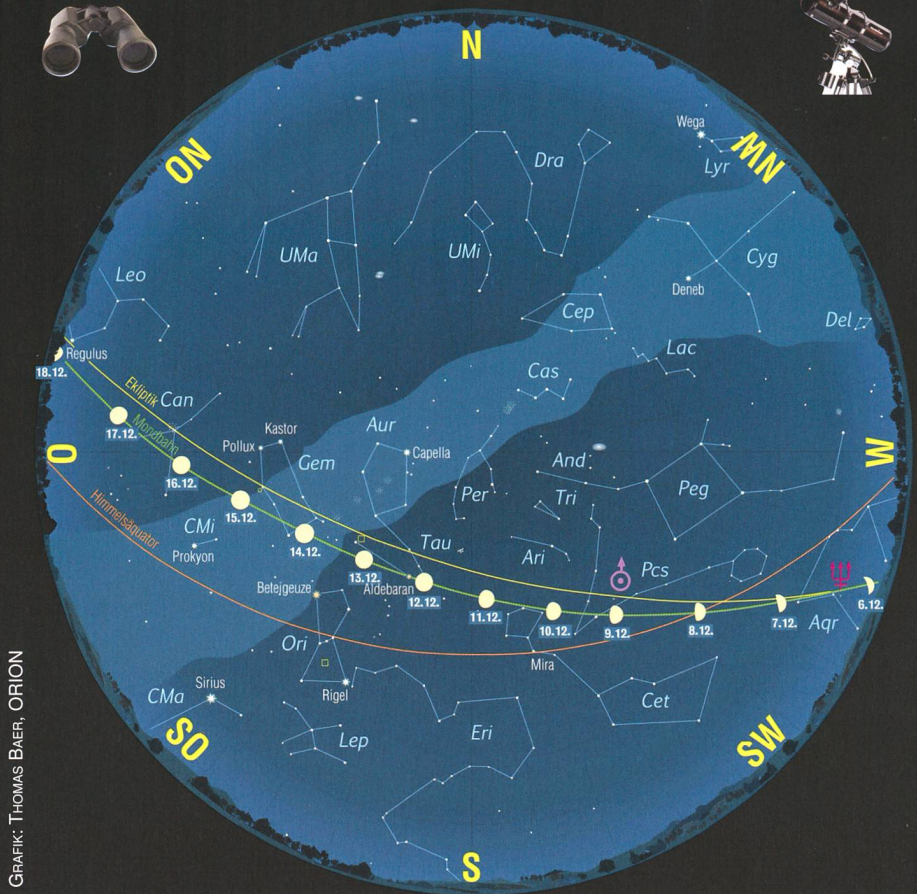 N
NO
NW
Wega
Lyr
Dra
UMa
UMi
Cyg
Deneb
Leo
Cep
Del
Lac
Regulus
18.12.
Cas
Ekliptik
Can
Mondbahn
17.12.
Kastor
Pollux
Aur
Capella
Gem
O
W
And
Peg
Per
Tri
16.12.
15.12.
Himmelsäquator
CMi
Prokyon
14.12.
Tau
Ari
Pcs
13.12.
Aldebaran
12.12.
Betejgeuze
11.12.
10.12.
9.12.
8.12.
7.12.
6.12.
Aqr
Ori
Mira
Rigel
CMa
Sirius
Cet
Eri
Lep
SO
SW
S
GRAFIK: THOMAS BAER, ORION